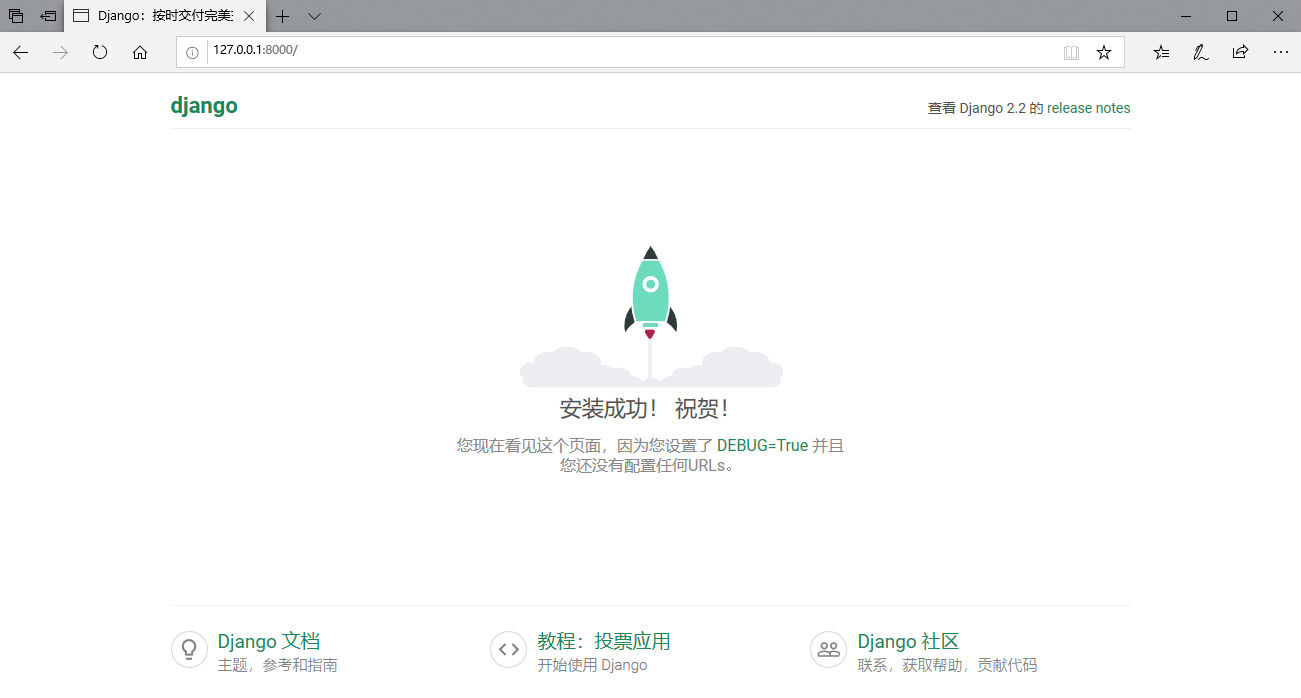 Django：按时交付完美主
127.0.0.1:8000/
django
查看 Django 2.2 的 release notes
安装成功！ 祝贺！
您现在看见这个页面，因为您设置了 DEBUG=True 并且
您还没有配置任何URLs。
Django 文档
主题，参考和指南
教程：投票应用
开始使用 Django
Django 社区
联系，获取帮助，贡献代码